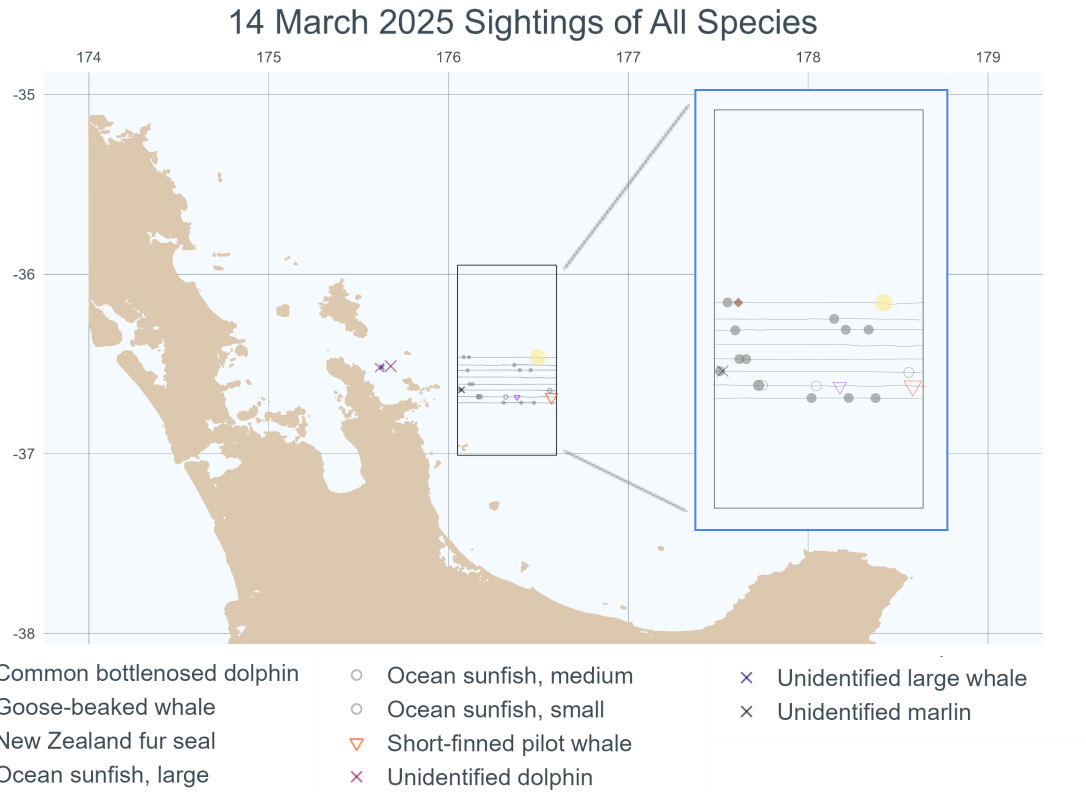 14 March 2025 Sightings of All Species
174 175 176 177 178 179
-35
-36
-37
-38
Common bottlenosed dolphin
Goose-beaked whale
New Zealand fur seal
Ocean sunfish, large
Ocean sunfish, medium
Ocean sunfish, small
Short-finned pilot whale
Unidentified dolphin
Unidentified large whale
Unidentified marlin